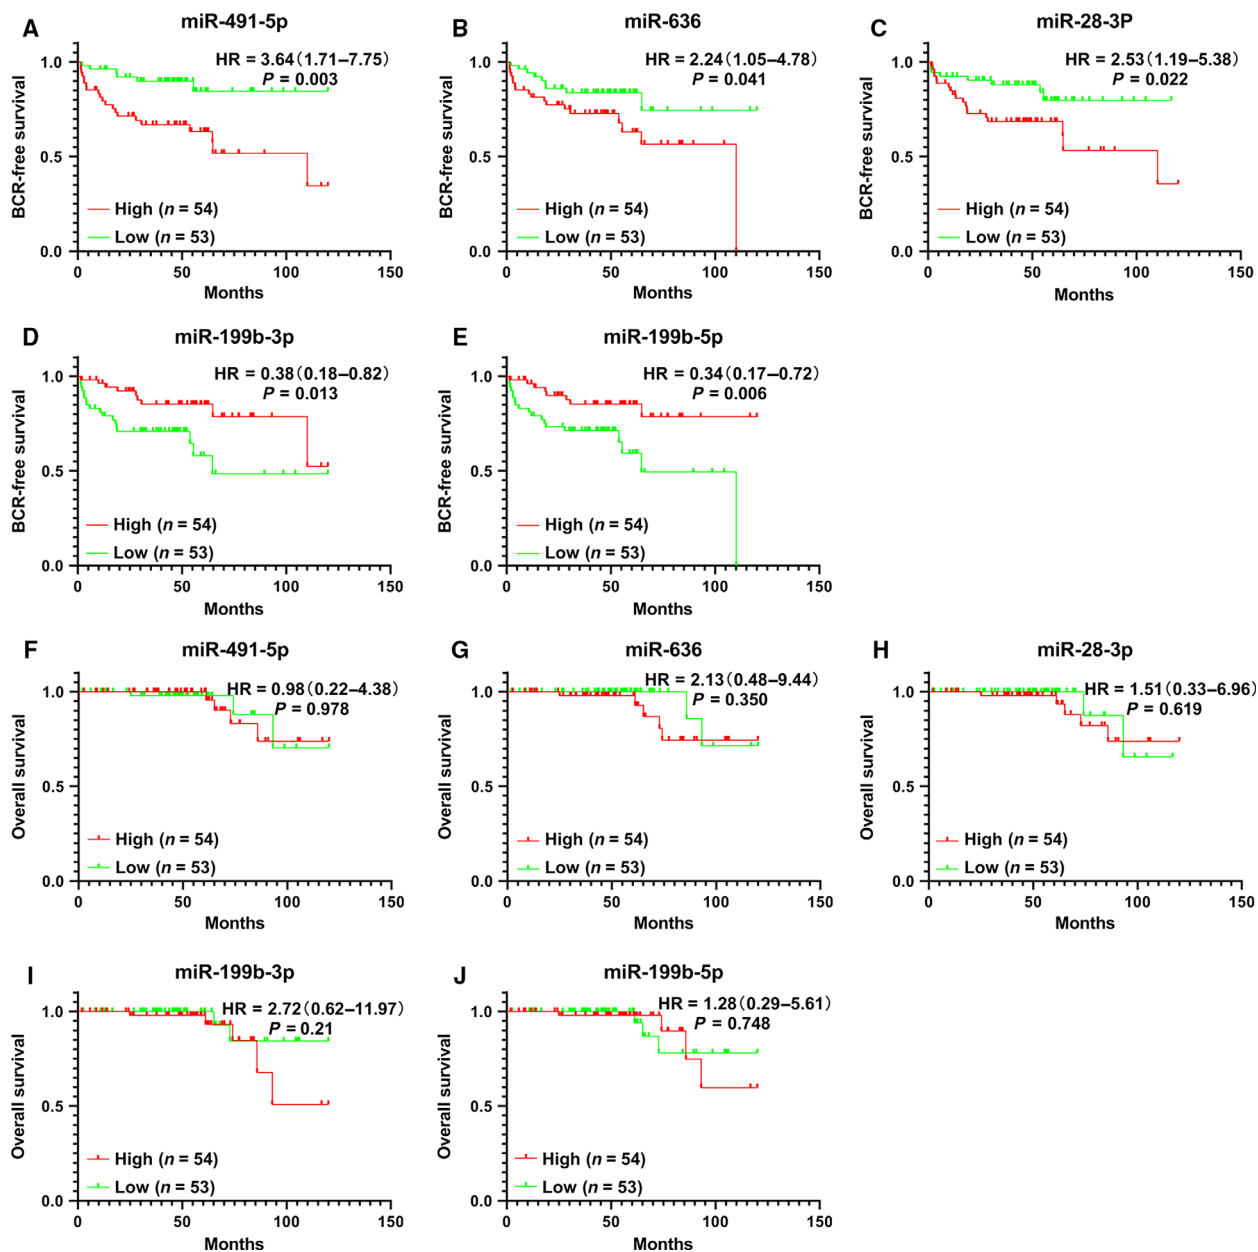 A miR-491-5p
HR = 3.64(1.71–7.75)
P = 0.003
BCR-free survival
1.0
0.5
0.0
High (n = 54)
Low (n = 53)
0 50 100 150
Months
B miR-636
HR = 2.24(1.05–4.78)
P = 0.041
BCR-free survival
1.0
0.5
0.0
High (n = 54)
Low (n = 53)
0 50 100 150
Months
C miR-28-3P
HR = 2.53(1.19–5.38)
P = 0.022
BCR-free survival
1.0
0.5
0.0
High (n = 54)
Low (n = 53)
0 50 100 150
Months
D miR-199b-3p
HR = 0.38(0.18–0.82)
P = 0.013
BCR-free survival
1.0
0.5
0.0
High (n = 54)
Low (n = 53)
0 50 100 150
Months
E miR-199b-5p
HR = 0.34(0.17–0.72)
P = 0.006
BCR-free survival
1.0
0.5
0.0
High (n = 54)
Low (n = 53)
0 50 100 150
Months
F miR-491-5p
HR = 0.98(0.22–4.38)
P = 0.978
Overall survival
1.0
0.5
0.0
High (n = 54)
Low (n = 53)
0 50 100 150
Months
G miR-636
HR = 2.13(0.48–9.44)
P = 0.350
Overall survival
1.0
0.5
0.0
High (n = 54)
Low (n = 53)
0 50 100 150
Months
H miR-28-3p
HR = 1.51(0.33–6.96)
P = 0.619
Overall survival
1.0
0.5
0.0
High (n = 54)
Low (n = 53)
0 50 100 150
Months
I miR-199b-3p
HR = 2.72(0.62–11.97)
P = 0.21
Overall survival
1.0
0.5
0.0
High (n = 54)
Low (n = 53)
0 50 100 150
Months
J miR-199b-5p
HR = 1.28(0.29–5.61)
P = 0.748
Overall survival
1.0
0.5
0.0
High (n = 54)
Low (n = 53)
0 50 100 150
Months